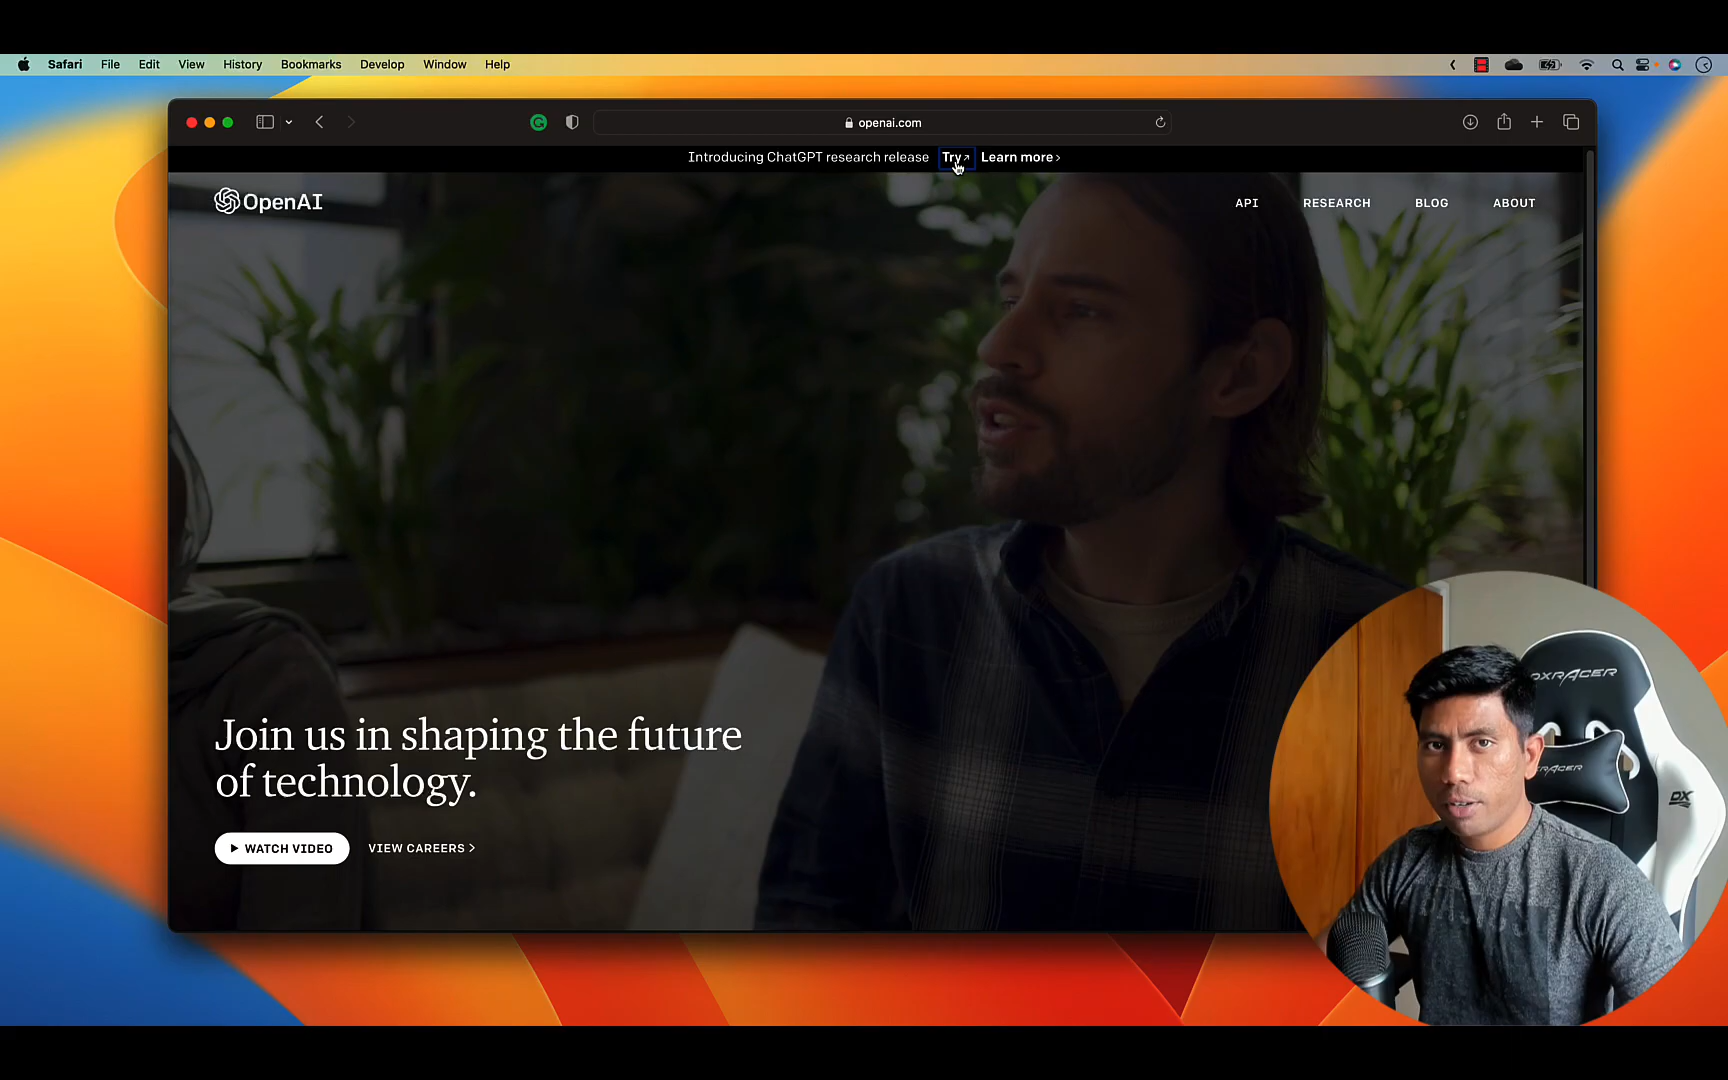 Safari File Edit View History Bookmarks Develop Window Help
openai.com
Introducing ChatGPT research release Try↗ Learn more ›
OpenAI
API RESEARCH BLOG ABOUT
Join us in shaping the future
of technology.
WATCH VIDEO VIEW CAREERS >
DXRACER
DX